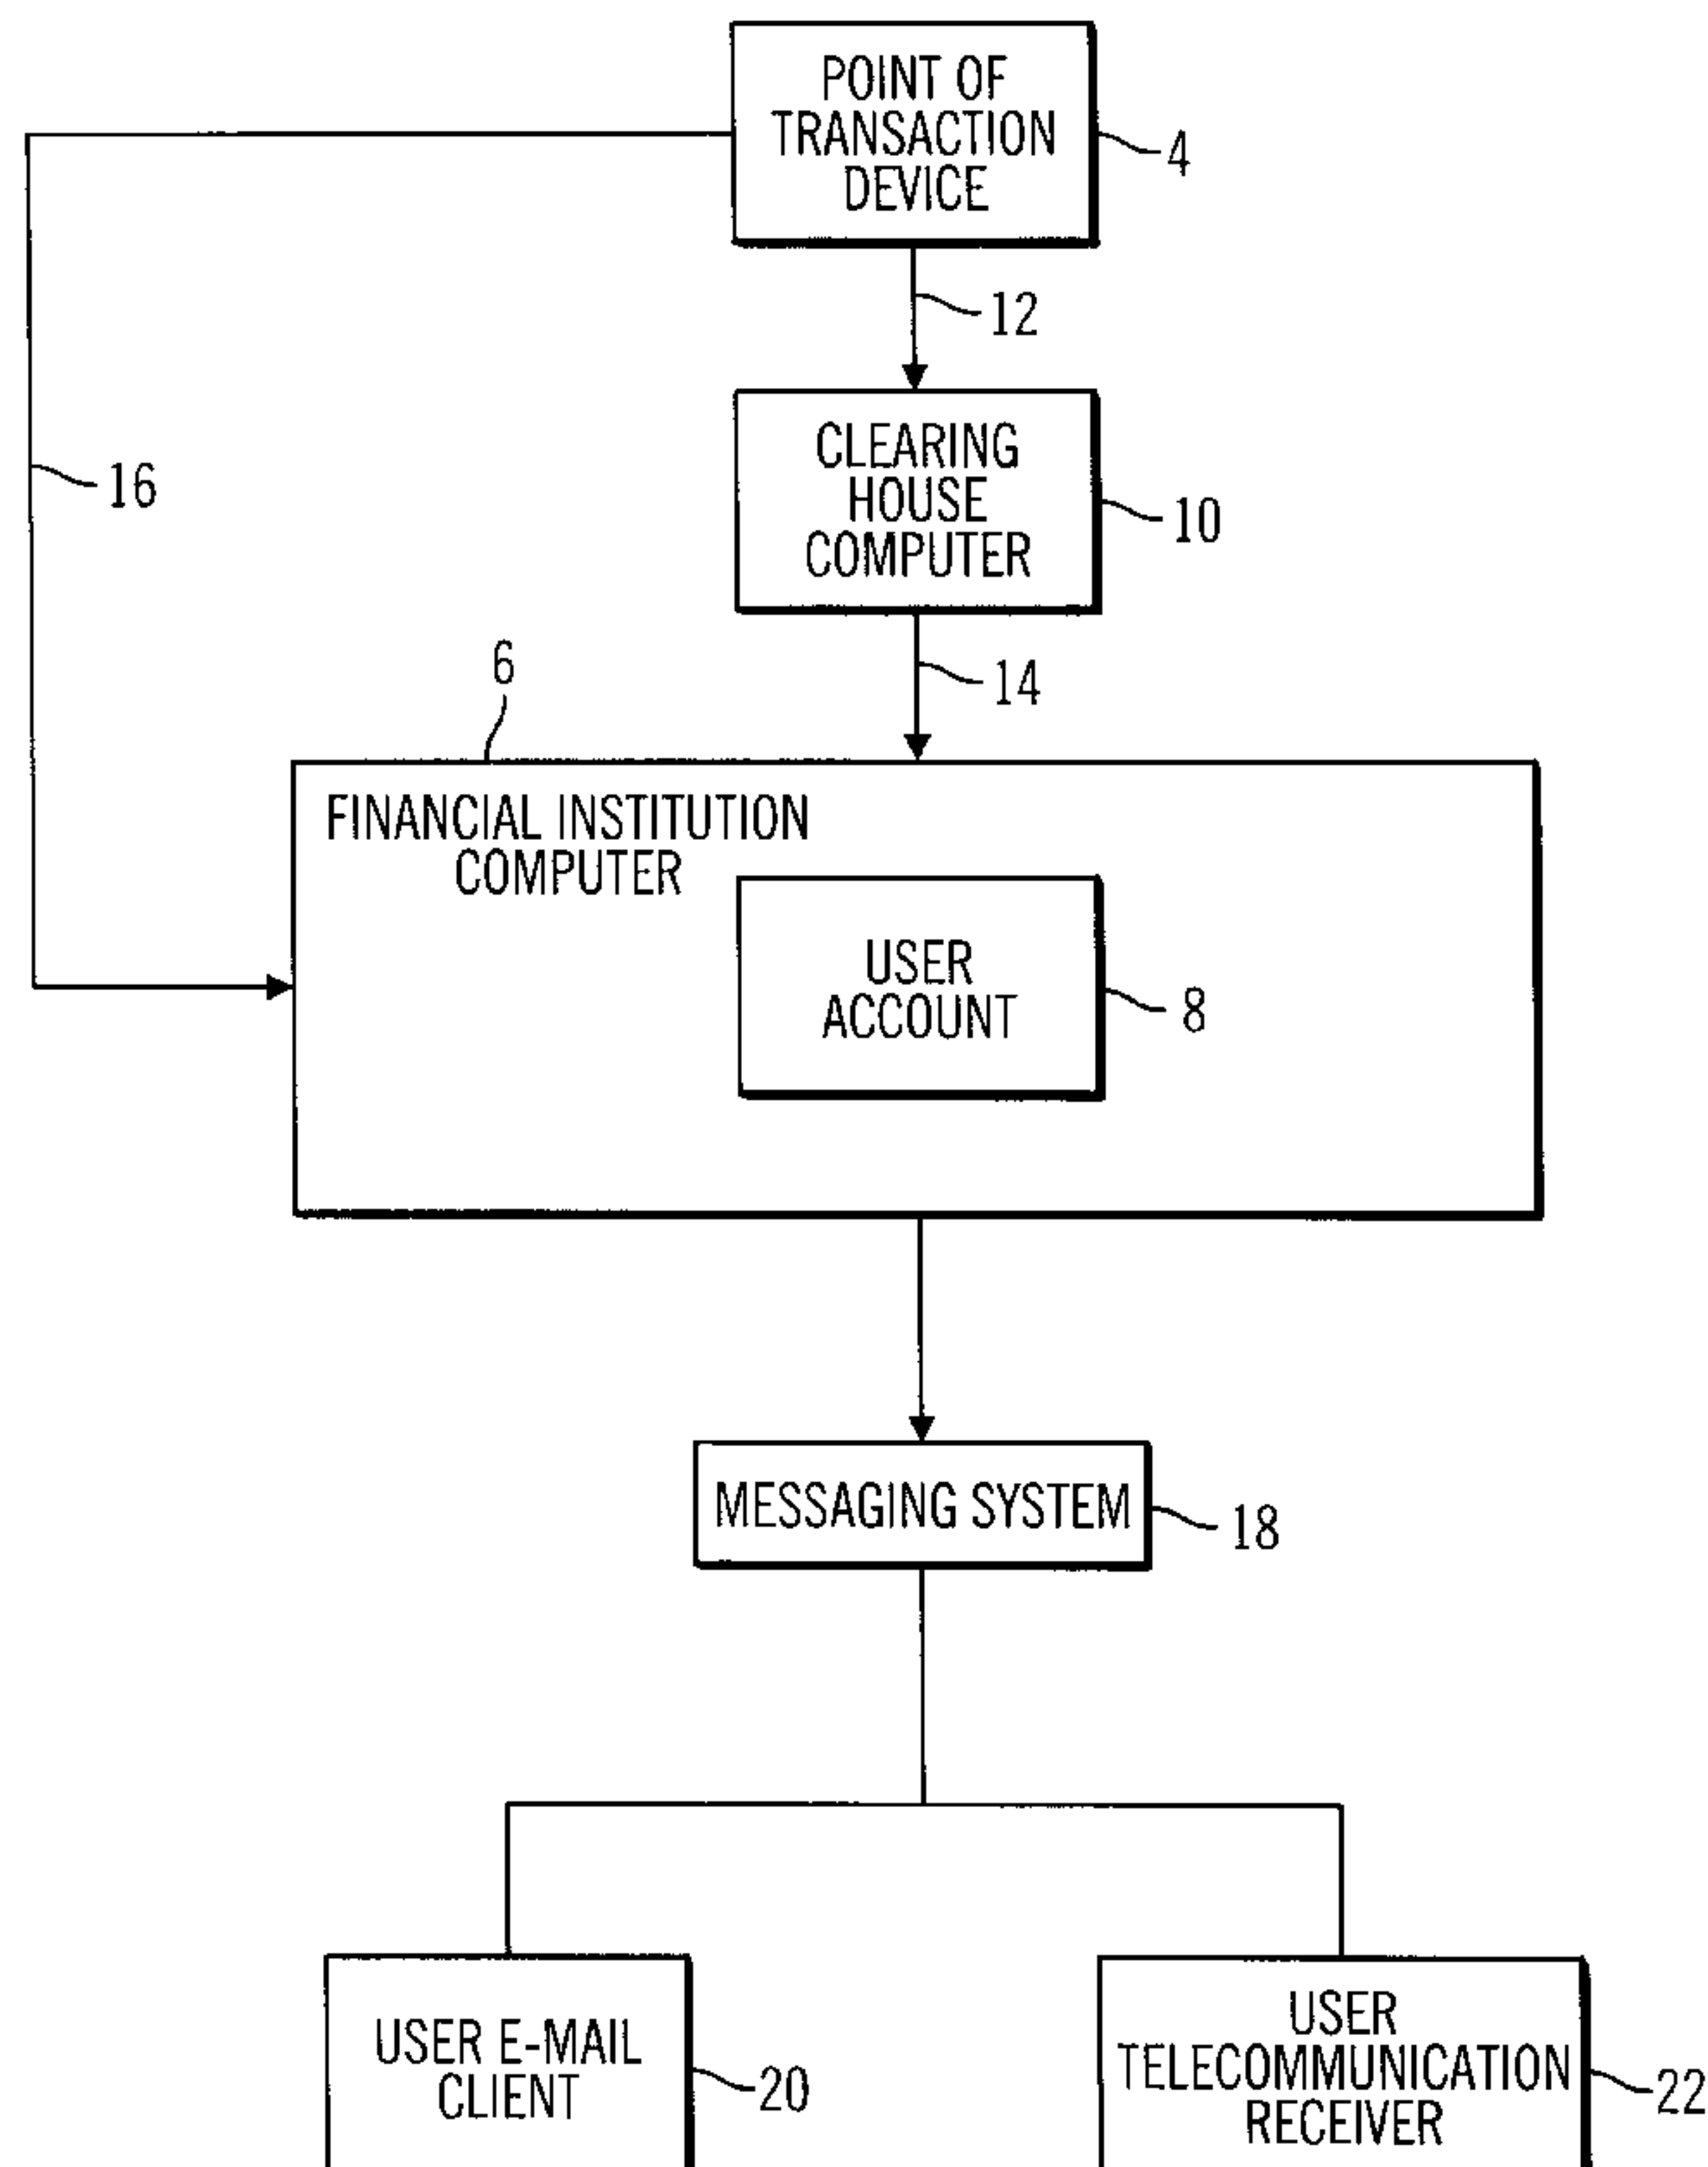 POINT OF
TRANSACTION
DEVICE
4
12
CLEARING
HOUSE
COMPUTER
10
16
14
6
FINANCIAL INSTITUTION
COMPUTER
USER
ACCOUNT
8
MESSAGING SYSTEM
18
USER E-MAIL
CLIENT
20
USER
TELECOMMUNICATION
RECEIVER
22